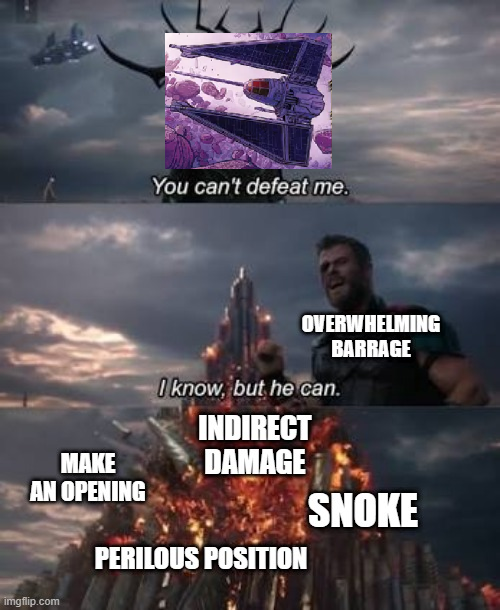 You can't defeat me.
OVERWHELMING
BARRAGE
I know, but he can.
INDIRECT
DAMAGE
MAKE
AN OPENING
SNOKE
PERILOUS POSITION
imgflip.com